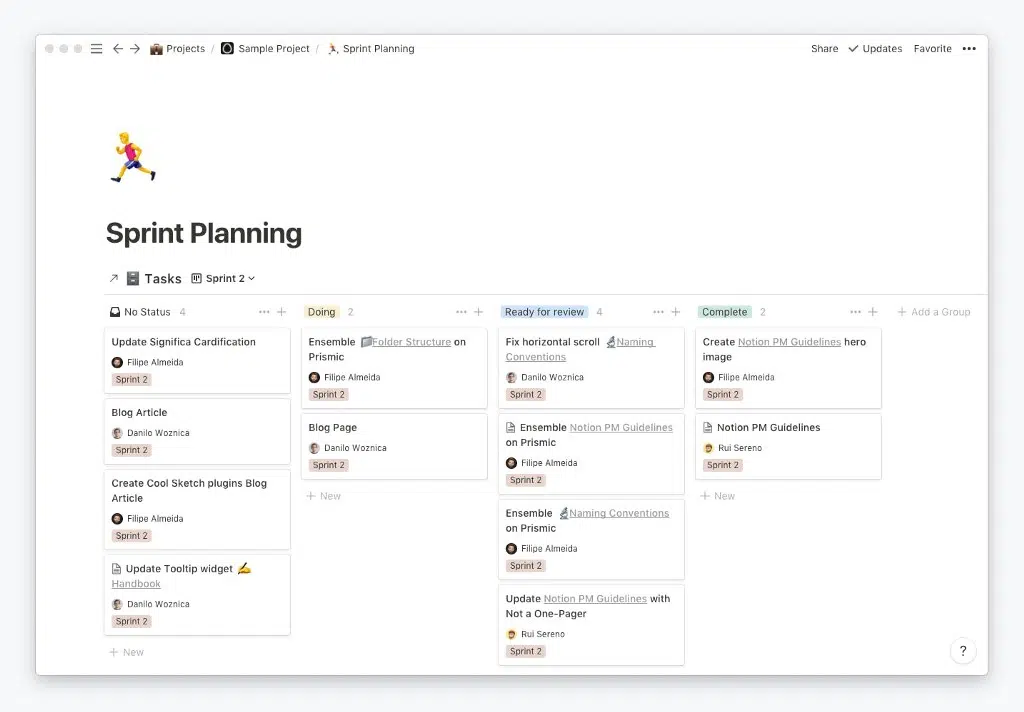 Projects / Sample Project / Sprint Planning
Share Updates Favorite •••
Sprint Planning
Tasks Sprint 2
No Status 4
Update Significa Cardification
Filipe Almeida
Sprint 2
Blog Article
Danilo Woznica
Sprint 2
Create Cool Sketch plugins Blog
Article
Filipe Almeida
Sprint 2
Update Tooltip widget
Handbook
Danilo Woznica
Sprint 2
+ New
Doing 2
Ensemble Folder Structure on
Prismic
Filipe Almeida
Sprint 2
Blog Page
Danilo Woznica
Sprint 2
+ New
Ready for review 4
Fix horizontal scroll Naming
Conventions
Danilo Woznica
Sprint 2
Ensemble Notion PM Guidelines
on Prismic
Filipe Almeida
Sprint 2
Ensemble Naming Conventions
on Prismic
Filipe Almeida
Sprint 2
Update Notion PM Guidelines with
Not a One-Pager
Rui Sereno
Sprint 2
Complete 2
Create Notion PM Guidelines hero
image
Filipe Almeida
Sprint 2
Notion PM Guidelines
Rui Sereno
Sprint 2
+ New
+ Add a Group
?